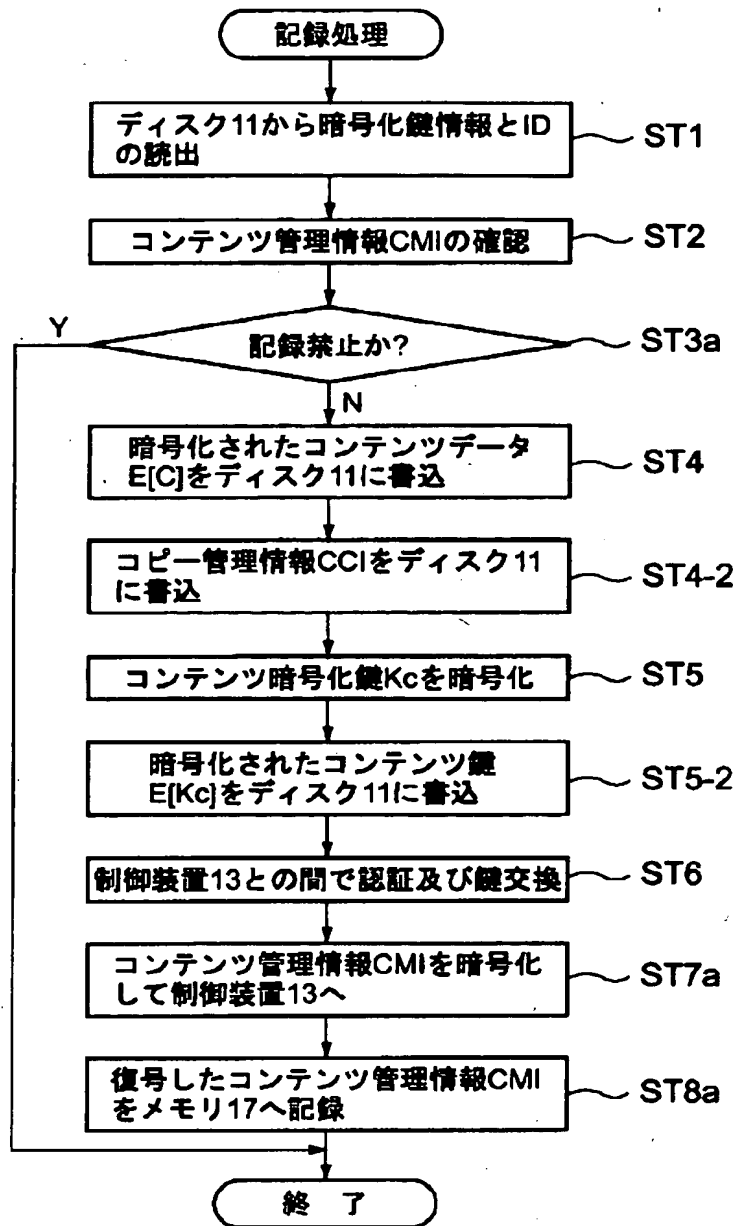 記録処理
ディスク11から暗号化鍵情報とID
の読出
ST1
コンテンツ管理情報CMIの確認
ST2
Y
記録禁止か?
ST3a
N
暗号化されたコンテンツデータ
E[C]をディスク11に書込
ST4
コピー管理情報CCIをディスク11
に書込
ST4-2
コンテンツ暗号化鍵Kcを暗号化
ST5
暗号化されたコンテンツ鍵
E[Kc]をディスク11に書込
ST5-2
制御装置13との間で認証及び鍵交換
ST6
コンテンツ管理情報CMIを暗号化
して制御装置13へ
ST7a
復号したコンテンツ管理情報CMI
をメモリ17へ記録
ST8a
終 了